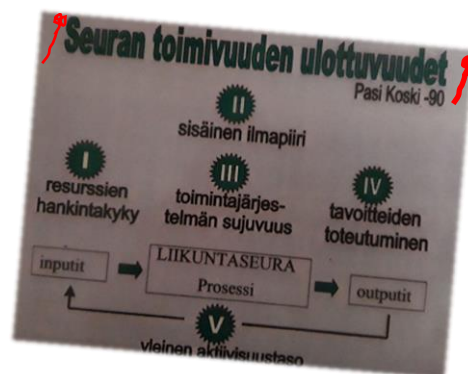 Seuran toimivuuden ulottuvuudet
Pasi Koski -90
II
sisäinen ilmapiiri
I
resurssien
hankintakyky
III
toimintajärjes-
telmän sujuvuus
IV
tavoitteiden
toteutuminen
inputit
LIIKUNTASEURA
Prosessi
outputit
V
yleinen aktiivisuustaso